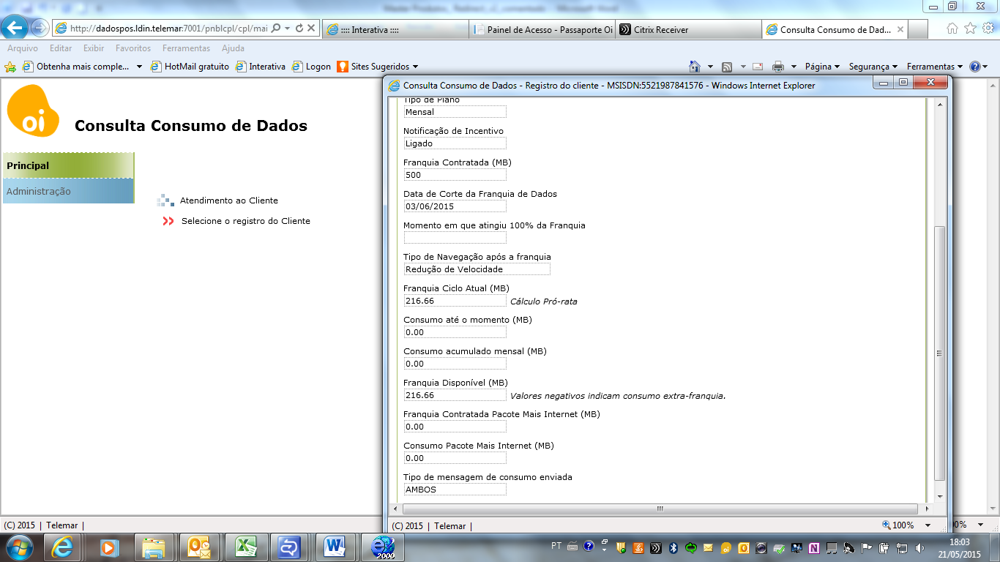 Master Produtos_ Redirect_v2_comentado - Microsoft Word
http://dadospos.ldin.telemar:7001/pnblcpl/cpl/mai
:::: Interativa ::::
Painel de Acesso - Passaporte Oi
Citrix Receiver
Consulta Consumo de Dad...
Arquivo Editar Exibir Favoritos Ferramentas Ajuda
Obtenha mais comple...
HotMail gratuito
Interativa
Logon
Sites Sugeridos
Página
Segurança
Ferramentas
oi
Consulta Consumo de Dados
Principal
Administração
Atendimento ao Cliente
Selecione o registro do Cliente
Consulta Consumo de Dados - Registro do cliente - MSISDN:5521987841576 - Windows Internet Explorer
Tipo de Plano
Mensal
Notificação de Incentivo
Ligado
Franquia Contratada (MB)
500
Data de Corte da Franquia de Dados
03/06/2015
Momento em que atingiu 100% da Franquia
Tipo de Navegação após a franquia
Redução de Velocidade
Franquia Ciclo Atual (MB)
216.66 Cálculo Pró-rata
Consumo até o momento (MB)
0.00
Consumo acumulado mensal (MB)
0.00
Franquia Disponível (MB)
216.66 Valores negativos indicam consumo extra-franquia.
Franquia Contratada Pacote Mais Internet (MB)
0.00
Consumo Pacote Mais Internet (MB)
0.00
Tipo de mensagem de consumo enviada
AMBOS
(C) 2015 | Telemar |
100%
(C) 2015 | Telemar |
00%
2000
PT
18:03
21/05/2015